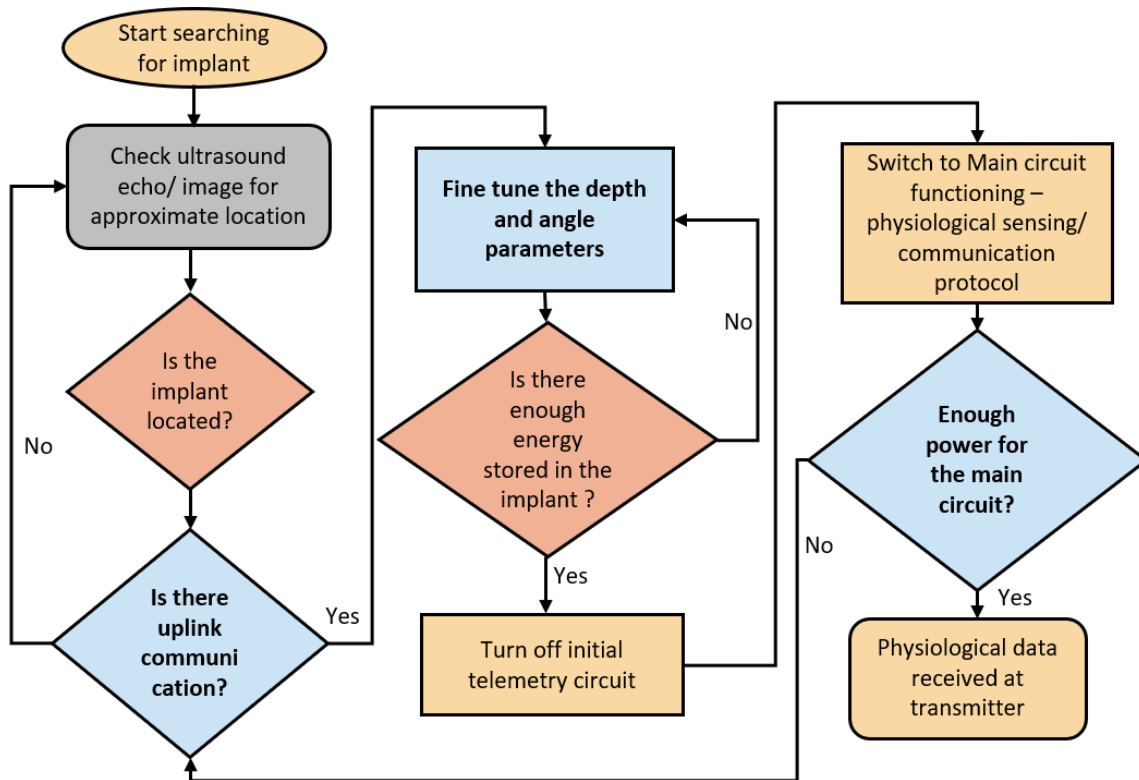 Start searching
for implant
Check ultrasound
echo/ image for
approximate location
Is the
implant
located?
No
Is there
uplink
communi
cation?
Yes
Fine tune the depth
and angle
parameters
No
Is there
enough
energy
stored in the
implant ?
Yes
Turn off initial
telemetry circuit
Switch to Main circuit
functioning –
physiological sensing/
communication
protocol
Enough
power for
the main
circuit?
No
Yes
Physiological data
received at
transmitter